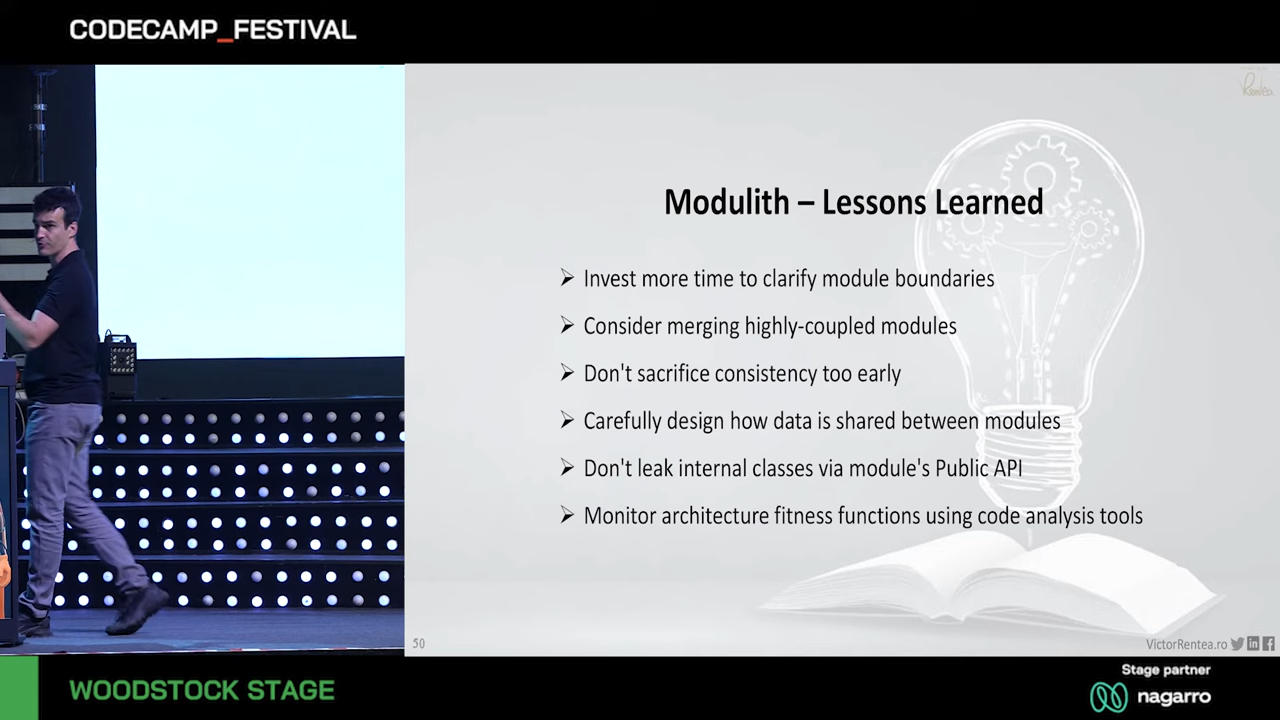 CODECAMP_FESTIVAL
Rentea
Modulith – Lessons Learned
➢ Invest more time to clarify module boundaries
➢ Consider merging highly-coupled modules
➢ Don't sacrifice consistency too early
➢ Carefully design how data is shared between modules
➢ Don't leak internal classes via module's Public API
➢ Monitor architecture fitness functions using code analysis tools
50
VictorRentea.ro
WOODSTOCK STAGE
Stage partner
nagarro